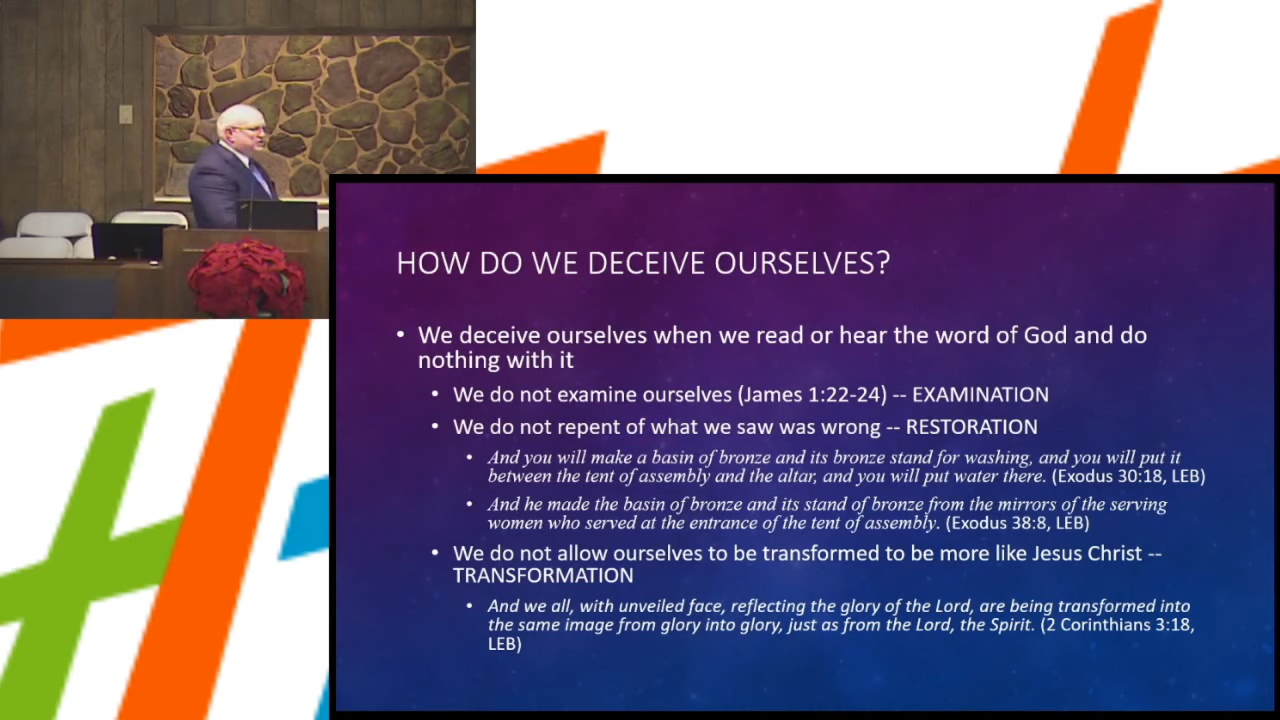 HOW DO WE DECEIVE OURSELVES?
• We deceive ourselves when we read or hear the word of God and do
nothing with it
• We do not examine ourselves (James 1:22-24) -- EXAMINATION
• We do not repent of what we saw was wrong -- RESTORATION
• And you will make a basin of bronze and its bronze stand for washing, and you will put it
between the tent of assembly and the altar, and you will put water there. (Exodus 30:18, LEB)
• And he made the basin of bronze and its stand of bronze from the mirrors of the serving
women who served at the entrance of the tent of assembly. (Exodus 38:8, LEB)
• We do not allow ourselves to be transformed to be more like Jesus Christ --
TRANSFORMATION
• And we all, with unveiled face, reflecting the glory of the Lord, are being transformed into
the same image from glory into glory, just as from the Lord, the Spirit. (2 Corinthians 3:18,
LEB)